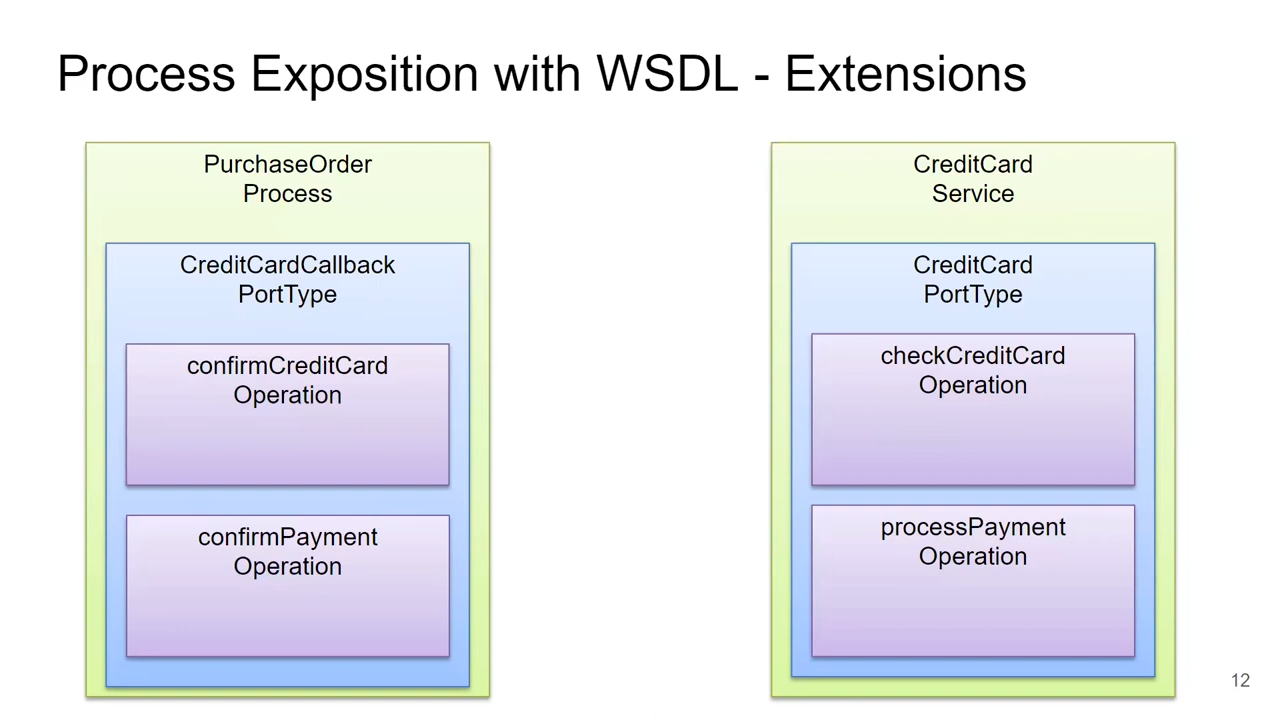 Process Exposition with WSDL - Extensions
PurchaseOrder
Process
CreditCardCallback
PortType
confirmCreditCard
Operation
confirmPayment
Operation
CreditCard
Service
CreditCard
PortType
checkCreditCard
Operation
processPayment
Operation
12